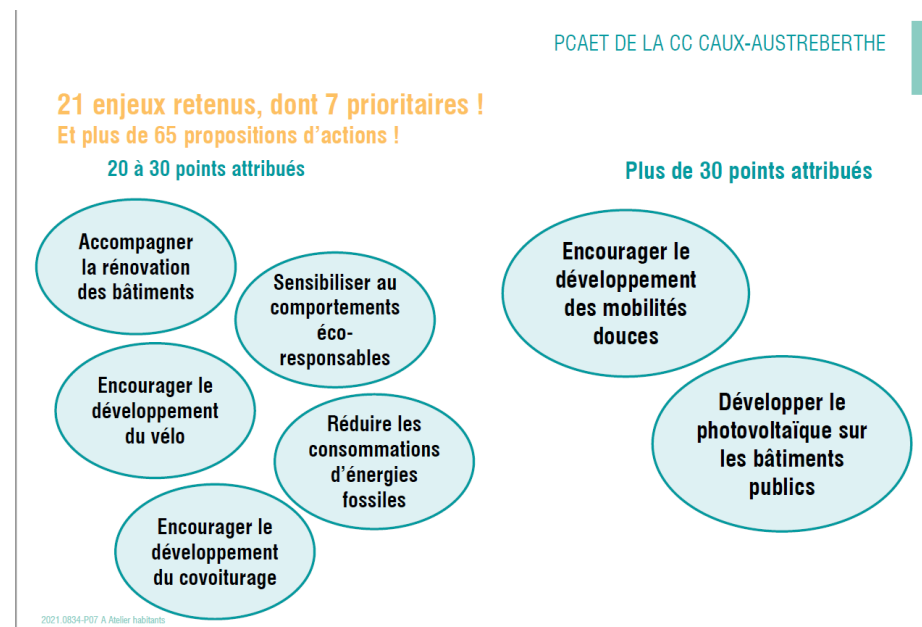 PCAET DE LA CC CAUX-AUSTREBERTHE
21 enjeux retenus, dont 7 prioritaires !
Et plus de 65 propositions d'actions !
20 à 30 points attribués
Accompagner
la rénovation
des bâtiments
Sensibiliser au
comportements
éco-
responsables
Encourager le
développement
du vélo
Réduire les
consommations
d'énergies
fossiles
Encourager le
développement
du covoiturage
Plus de 30 points attribués
Encourager le
développement
des mobilités
douces
Développer le
photovoltaïque sur
les bâtiments
publics
2021.0834-P07 A Atelier habitants